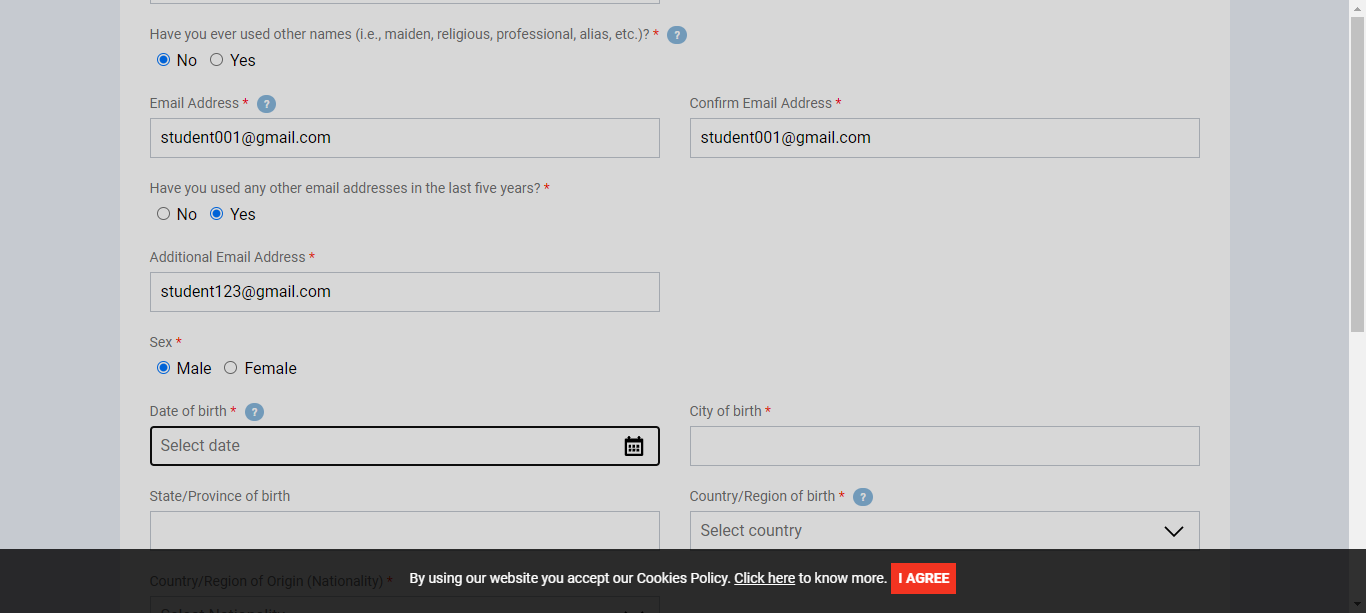 Have you ever used other names (i.e., maiden, religious, professional, alias, etc.)? * ?
No Yes
Email Address * ? Confirm Email Address *
student001@gmail.com student001@gmail.com
Have you used any other email addresses in the last five years? *
No Yes
Additional Email Address *
student123@gmail.com
Sex *
Male Female
Date of birth * ? City of birth *
Select date
State/Province of birth Country/Region of birth * ?
Select country
Country/Region of Origin (Nationality) *
By using our website you accept our Cookies Policy. Click here to know more. I AGREE
Select Nationality